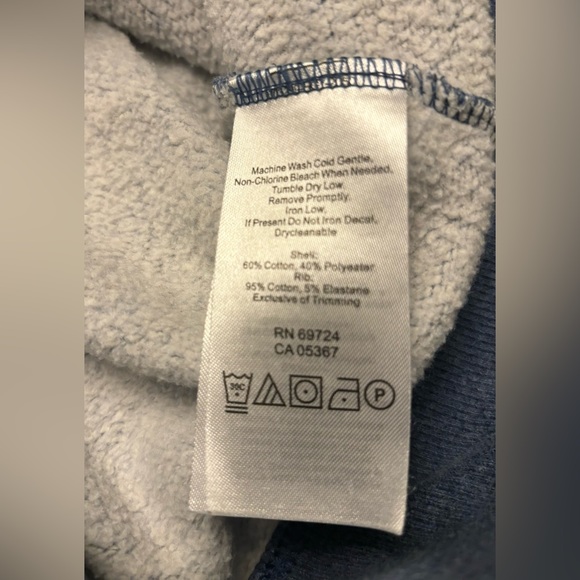 Machine Wash Cold Gentle,
Non-Chlorine Bleach When Needed,
Tumble Dry Low.
Remove Promptly.
Iron Low.
If Present Do Not Iron Decal.
Drycleanable
Shell:
60% Cotton, 40% Polyester
Rib:
95% Cotton, 5% Elastane
Exclusive of Trimming
RN 69724
CA 05367
P